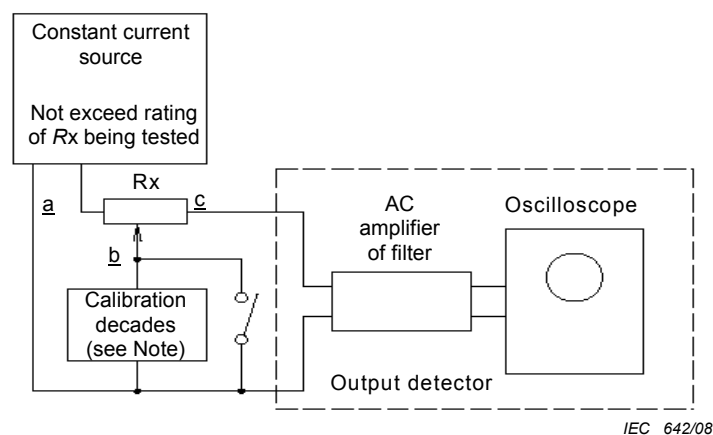 Constant current
source
Not exceed rating
of Rx being tested
Rx
a
c
b
Calibration
decades
(see Note)
AC
amplifier
of filter
Oscilloscope
Output detector
IEC 642/08